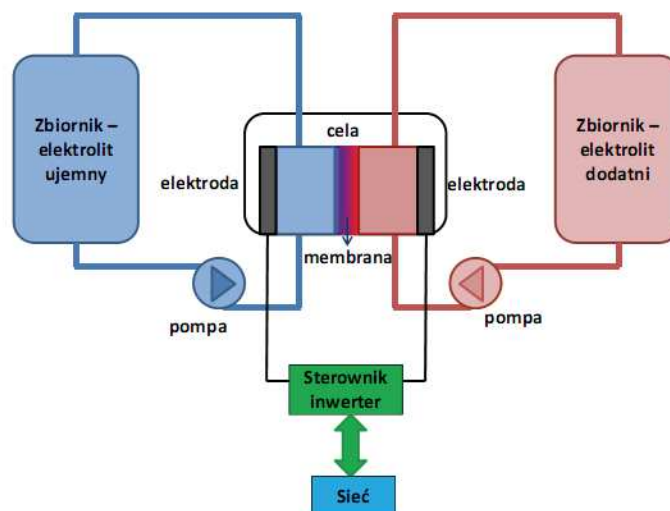 Zbiornik –
elektrolit
ujemny
cela
Zbiornik –
elektrolit
dodatni
elektroda
elektroda
membrana
pompa
pompa
Sterownik
inwerter
Sieć